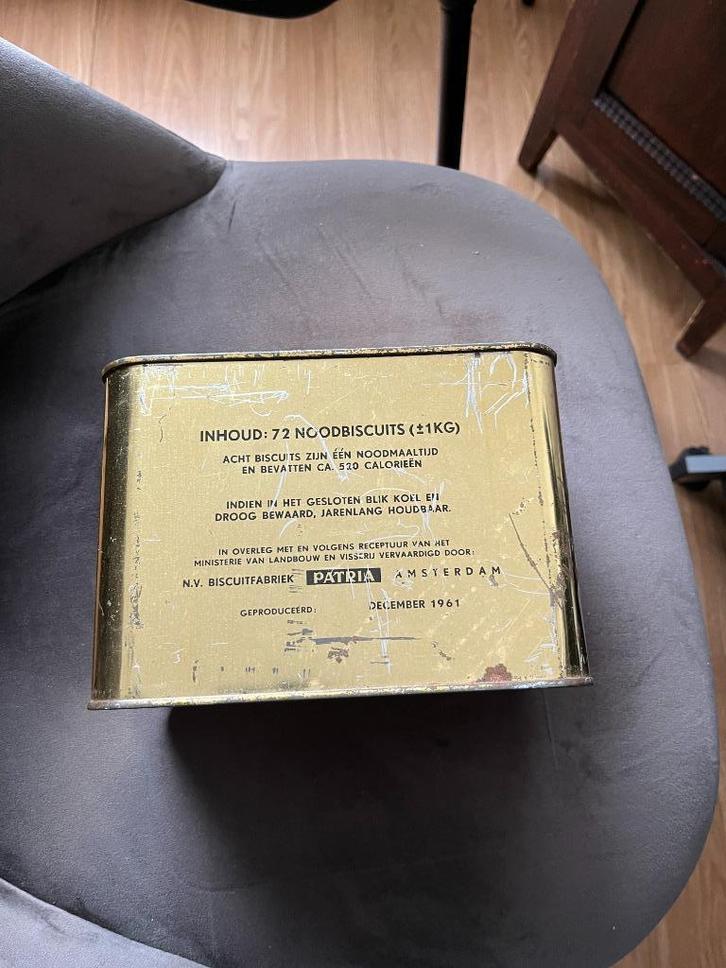 INHOUD: 72 NOODBISCUITS (±1KG)
ACHT BISCUITS ZIJN ÉÉN NOODMAALTIJD
EN BEVATTEN CA. 520 CALORIEËN
INDIEN IN HET GESLOTEN BLIK KOEL EN
DROOG BEWAARD, JARENLANG HOUDBAAR.
IN OVERLEG MET EN VOLGENS RECEPTUUR VAN HET
MINISTERIE VAN LANDBOUW EN VISSERIJ VERVAARDIGD DOOR:
N.V. BISCUITFABRIEK PATRIA AMSTERDAM
GEPRODUCEERD: DECEMBER 1961